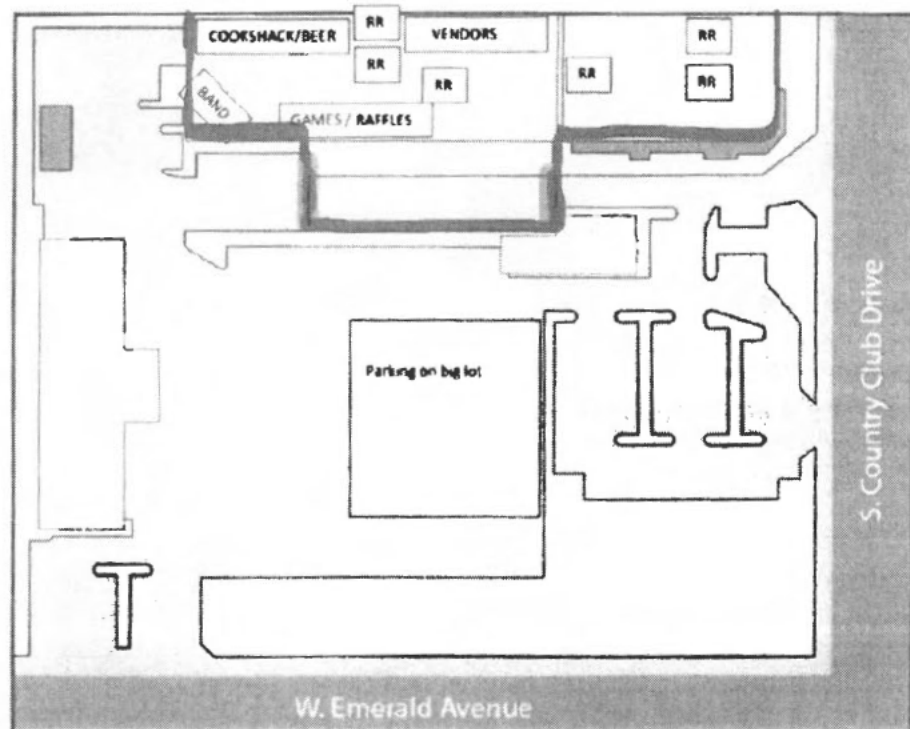 RR
COOKSHACK/BEER
VENDORS
RR
RR
RR
RR
RR
BAND
GAMES / RAFFLES
Parking on big lot
S. Country Club Drive
W. Emerald Avenue